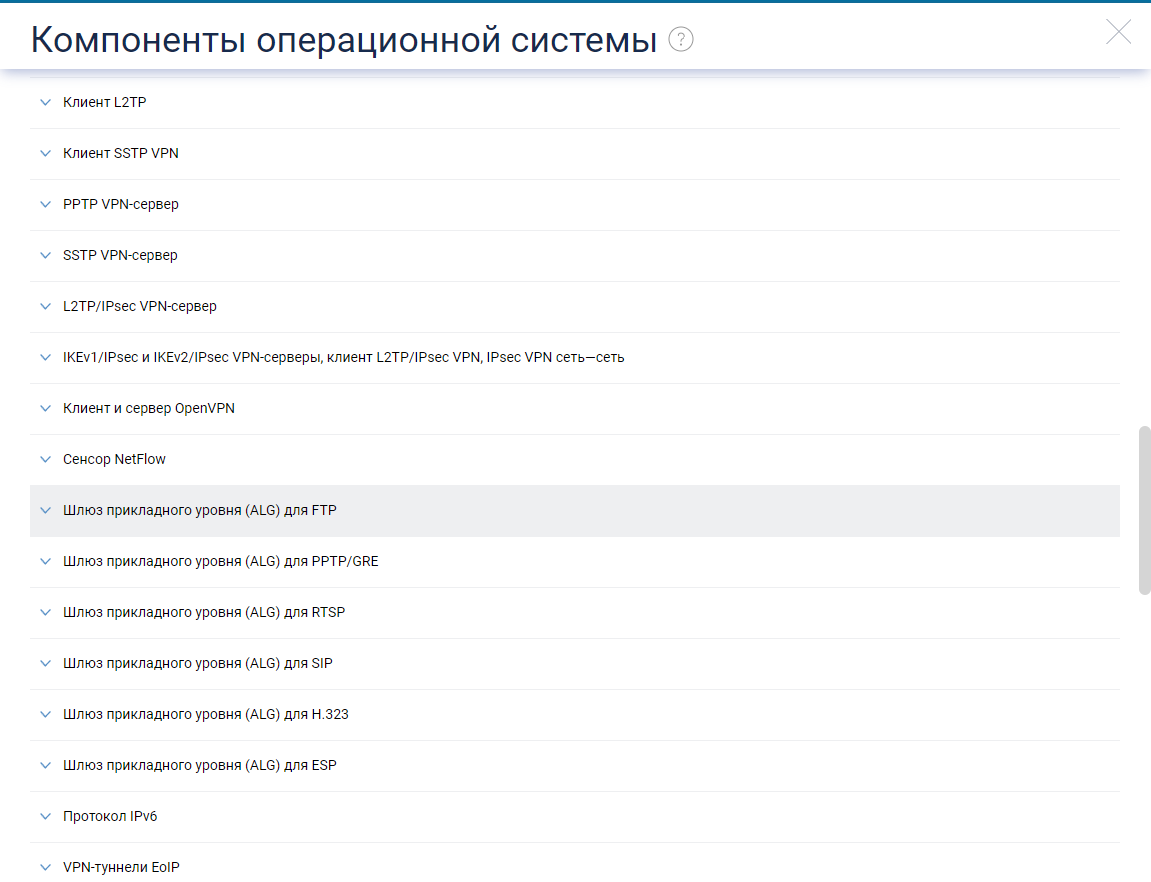 Компоненты операционной системы ?
Клиент L2TP
Клиент SSTP VPN
PPTP VPN-сервер
SSTP VPN-сервер
L2TP/IPsec VPN-сервер
IKEv1/IPsec и IKEv2/IPsec VPN-серверы, клиент L2TP/IPsec VPN, IPsec VPN сеть—сеть
Клиент и сервер OpenVPN
Сенсор NetFlow
Шлюз прикладного уровня (ALG) для FTP
Шлюз прикладного уровня (ALG) для PPTP/GRE
Шлюз прикладного уровня (ALG) для RTSP
Шлюз прикладного уровня (ALG) для SIP
Шлюз прикладного уровня (ALG) для H.323
Шлюз прикладного уровня (ALG) для ESP
Протокол IPv6
VPN-туннели EoIP